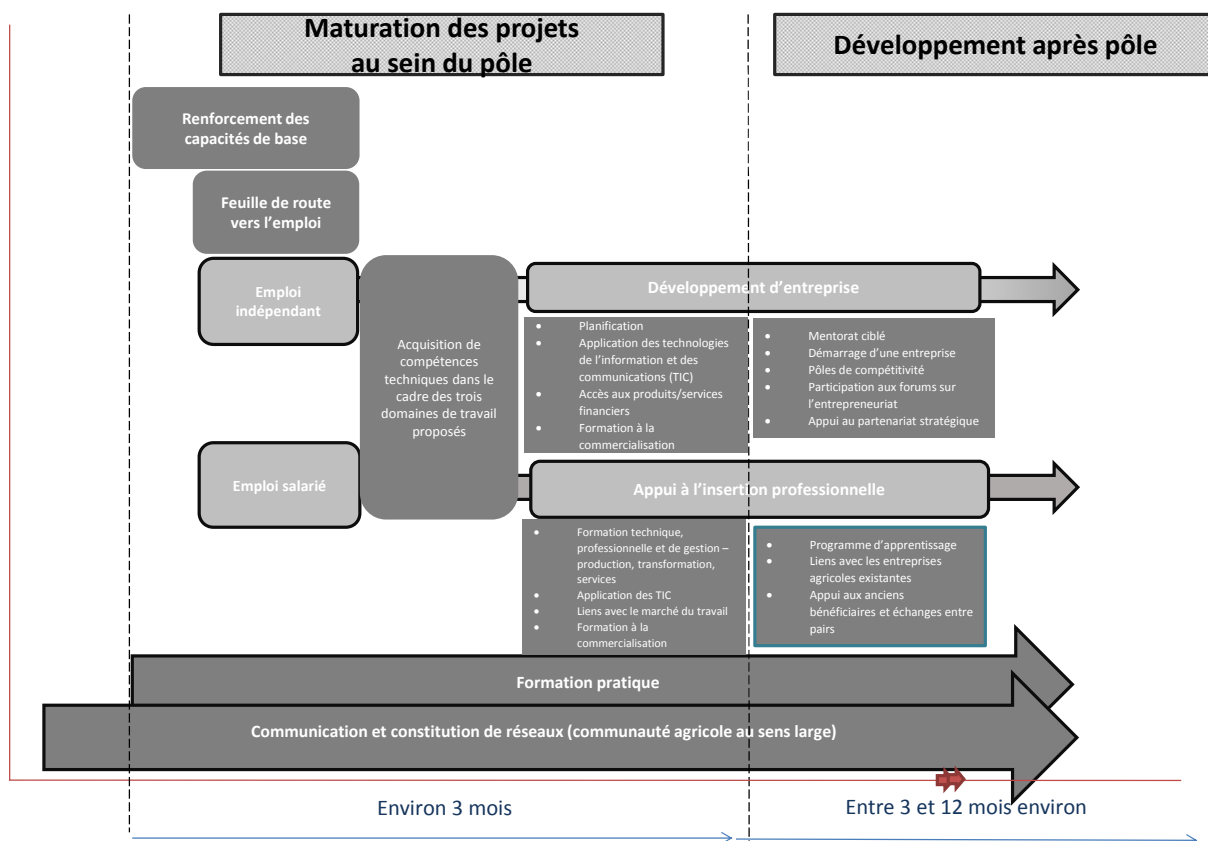 Maturation des projets
au sein du pôle
Développement après pôle
Renforcement des
capacités de base
Feuille de route
vers l'emploi
Emploi
indépendant
Acquisition de
compétences
techniques dans le
cadre des trois
domaines de travail
proposés
Développement d'entreprise
• Planification
• Application des technologies
de l'information et des
communications (TIC)
• Accès aux produits/services
financiers
• Formation à la
commercialisation
• Mentorat ciblé
• Démarrage d'une entreprise
• Pôles de compétitivité
• Participation aux forums sur
l'entrepreneuriat
• Appui au partenariat stratégique
Emploi salarié
Appui à l'insertion professionnelle
• Formation technique,
professionnelle et de gestion –
production, transformation,
services
• Application des TIC
• Liens avec le marché du travail
• Formation à la
commercialisation
• Programme d'apprentissage
• Liens avec les entreprises
agricoles existantes
• Appui aux anciens
bénéficiaires et échanges entre
pairs
Formation pratique
Communication et constitution de réseaux (communauté agricole au sens large)
Environ 3 mois
Entre 3 et 12 mois environ